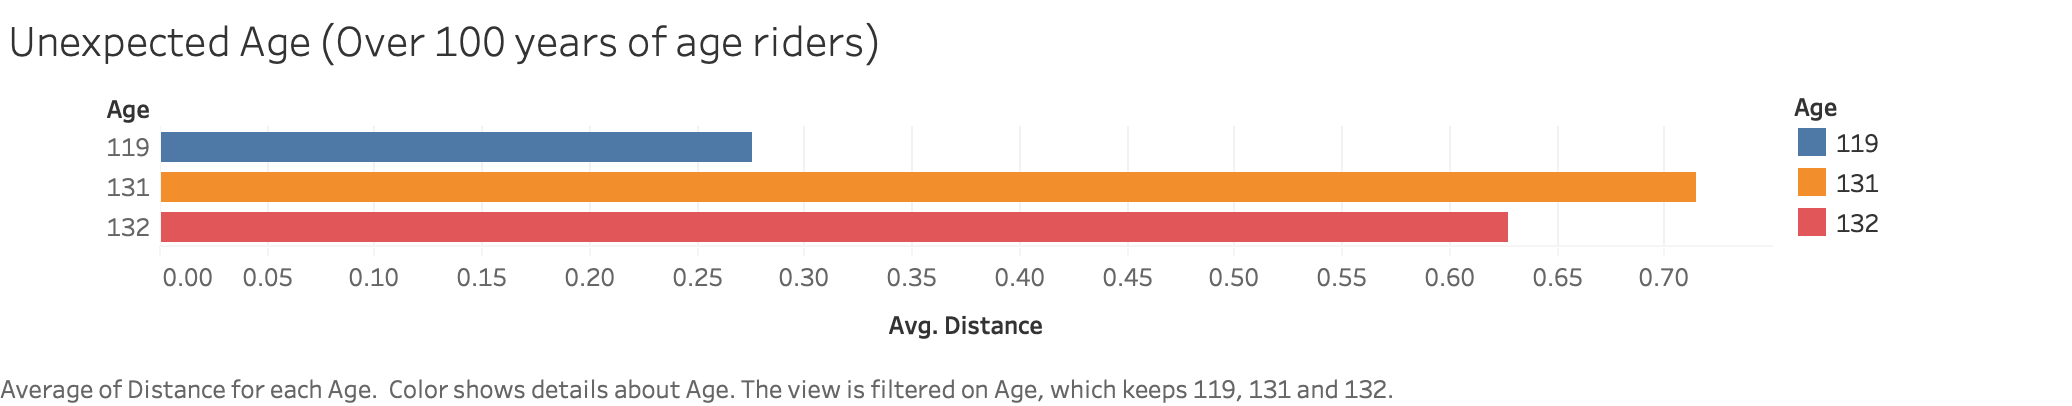 Unexpected Age (Over 100 years of age riders)
Age
119
131
132
0.00 0.05 0.10 0.15 0.20 0.25 0.30 0.35 0.40 0.45 0.50 0.55 0.60 0.65 0.70
Avg. Distance
Age
119
131
132
Average of Distance for each Age.  Color shows details about Age. The view is filtered on Age, which keeps 119, 131 and 132.